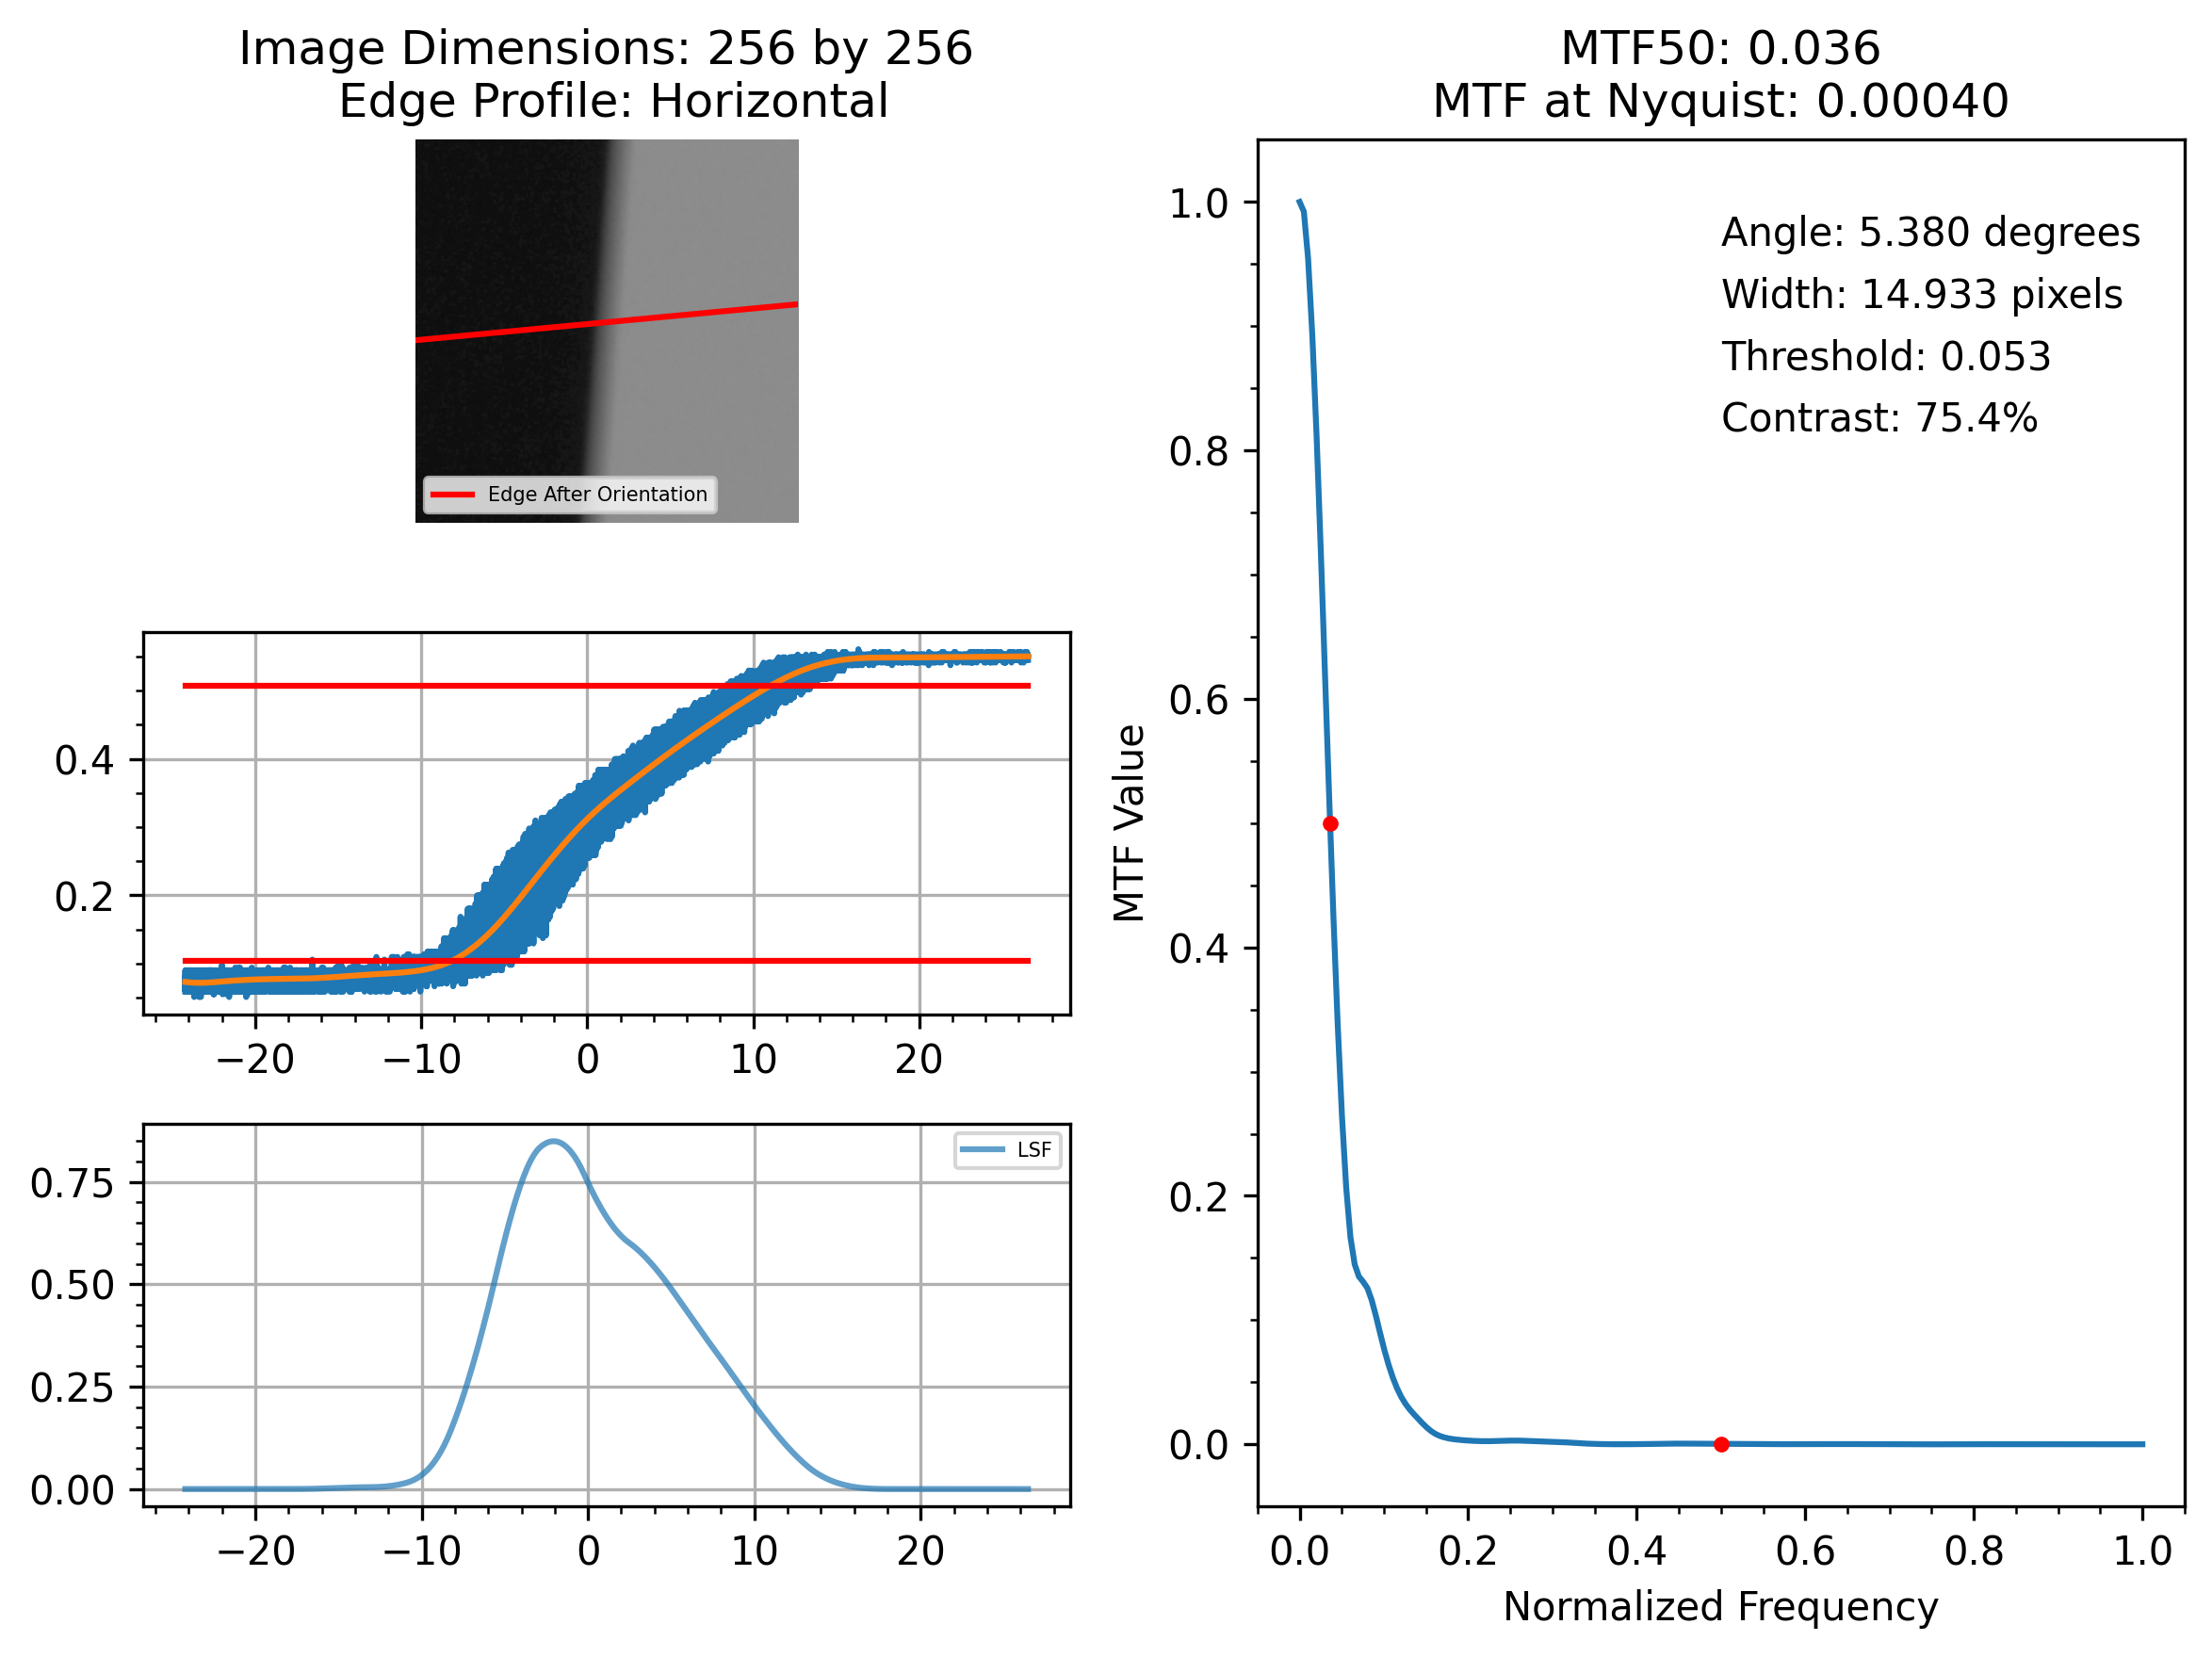 Image Dimensions: 256 by 256
Edge Profile: Horizontal
Edge After Orientation
0.4
0.2
−20 −10 0 10 20
LSF
0.75
0.50
0.25
0.00
−20 −10 0 10 20
MTF50: 0.036
MTF at Nyquist: 0.00040
Angle: 5.380 degrees
Width: 14.933 pixels
Threshold: 0.053
Contrast: 75.4%
MTF Value
1.0
0.8
0.6
0.4
0.2
0.0
0.0 0.2 0.4 0.6 0.8 1.0
Normalized Frequency